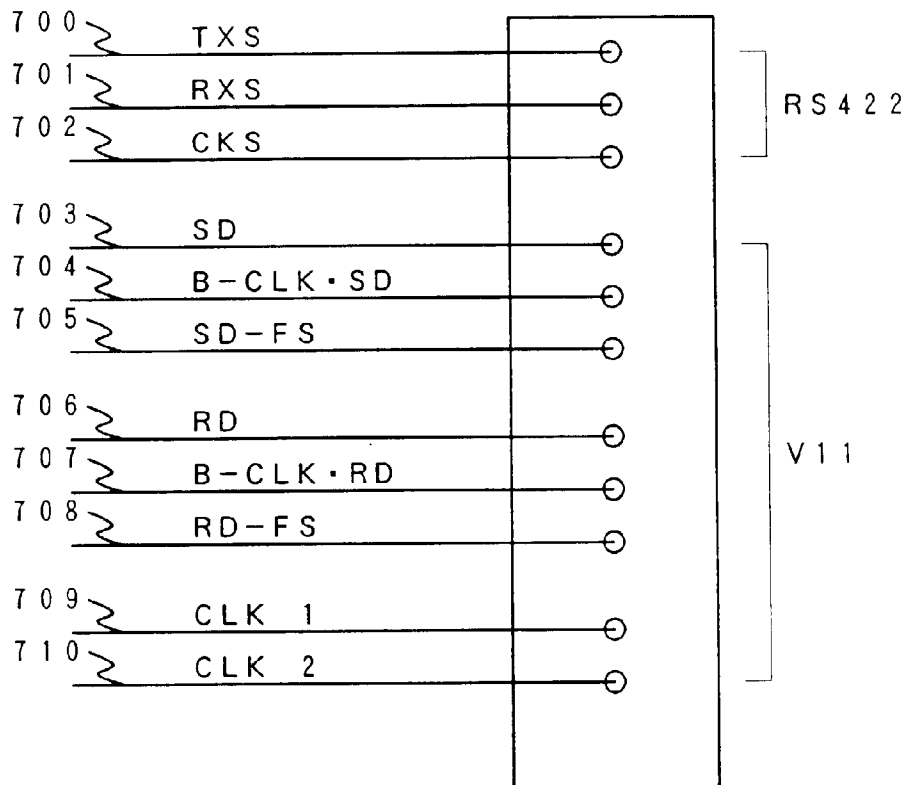 700 TXS
701 RXS
RS422
702 CKS
703 SD
704 B-CLK・SD
705 SD-FS
706 RD
707 B-CLK・RD
V11
708 RD-FS
709 CLK 1
710 CLK 2